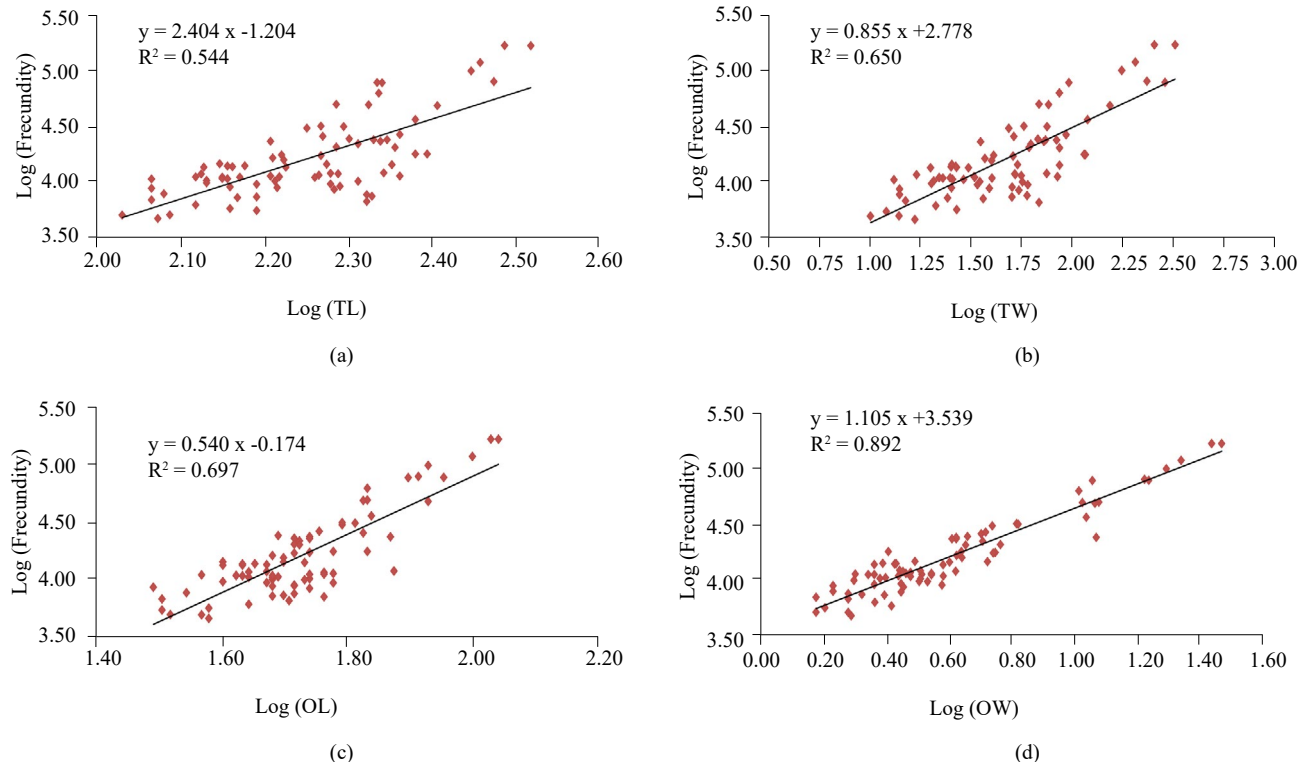 y = 2.404 x -1.204
R² = 0.544
Log (Frecundity)
5.50
5.00
4.50
4.00
3.50
2.00 2.10 2.20 2.30 2.40 2.50 2.60
Log (TL)
(a)
y = 0.855 x +2.778
R² = 0.650
Log (Frecundity)
5.50
5.00
4.50
4.00
3.50
0.50 0.75 1.00 1.25 1.50 1.75 2.00 2.25 2.75 2.75 3.00
Log (TW)
(b)
y = 0.540 x -0.174
R² = 0.697
Log (Frecundity)
5.50
5.00
4.50
4.00
3.50
1.40 1.60 1.80 2.00 2.20
Log (OL)
(c)
y = 1.105 x +3.539
R² = 0.892
Log (Frecundity)
5.50
5.00
4.50
4.00
3.50
0.00 0.20 0.40 0.60 0.80 1.00 1.20 1.40 1.60
Log (OW)
(d)